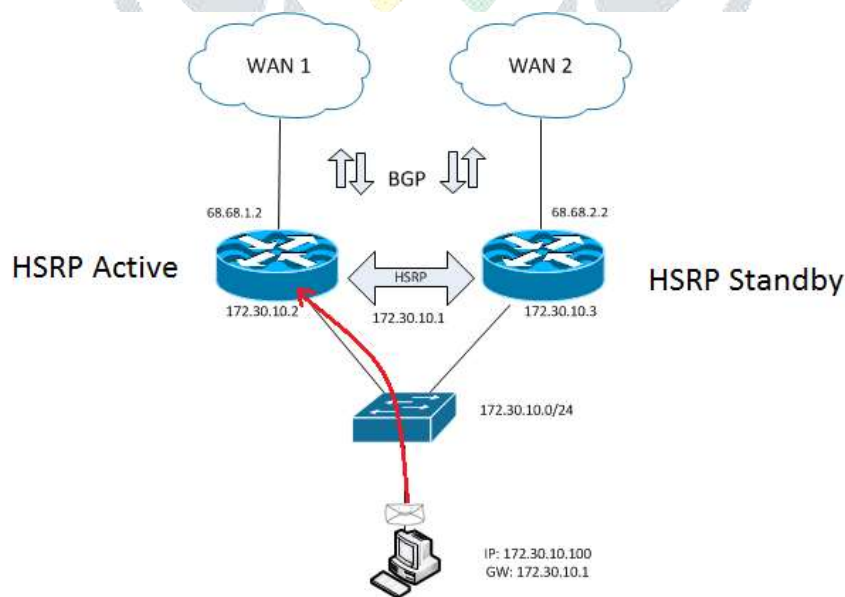 WAN 1
WAN 2
BGP
68.68.1.2
68.68.2.2
HSRP Active
HSRP
HSRP Standby
172.30.10.2
172.30.10.1
172.30.10.3
172.30.10.0/24
IP: 172.30.10.100
GW: 172.30.10.1